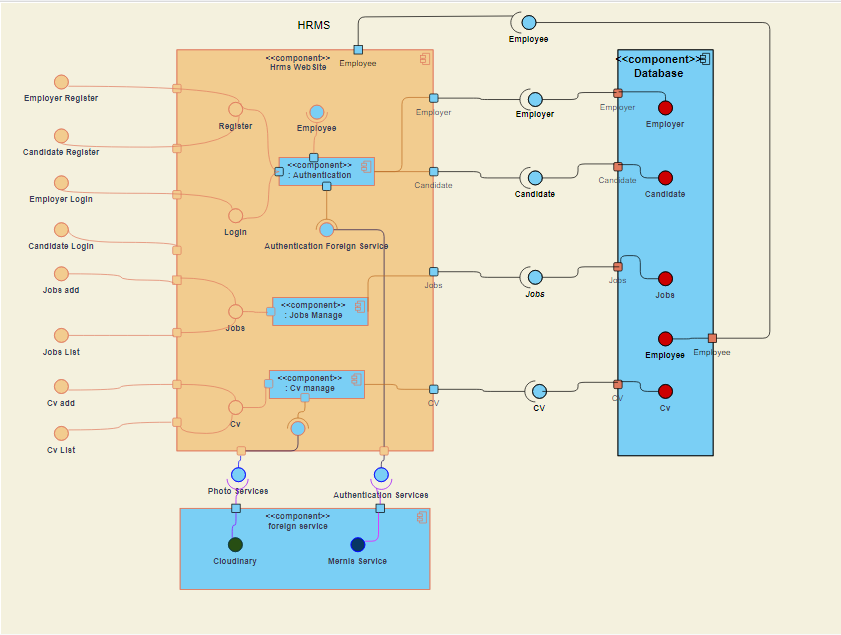 HRMS
Employee
<<component>>
Hrms WebSite
Employee
<<component>>
Database
Employer Register
Candidate Register
Employer Login
Candidate Login
Jobs add
Jobs List
Cv add
Cv List
Register
Employee
<<component>>
: Authentication
Login
Authentication Foreign Service
Jobs
<<component>>
: Jobs Manage
<<component>>
: Cv manage
Cv
Employer
Candidate
Jobs
CV
Employer
Candidate
Jobs
CV
Employer
Candidate
Jobs
Employee
CV
Employer
Candidate
Jobs
Employee
Cv
Photo Services
Authentication Services
<<component>>
foreign service
Cloudinary
Mernis Service